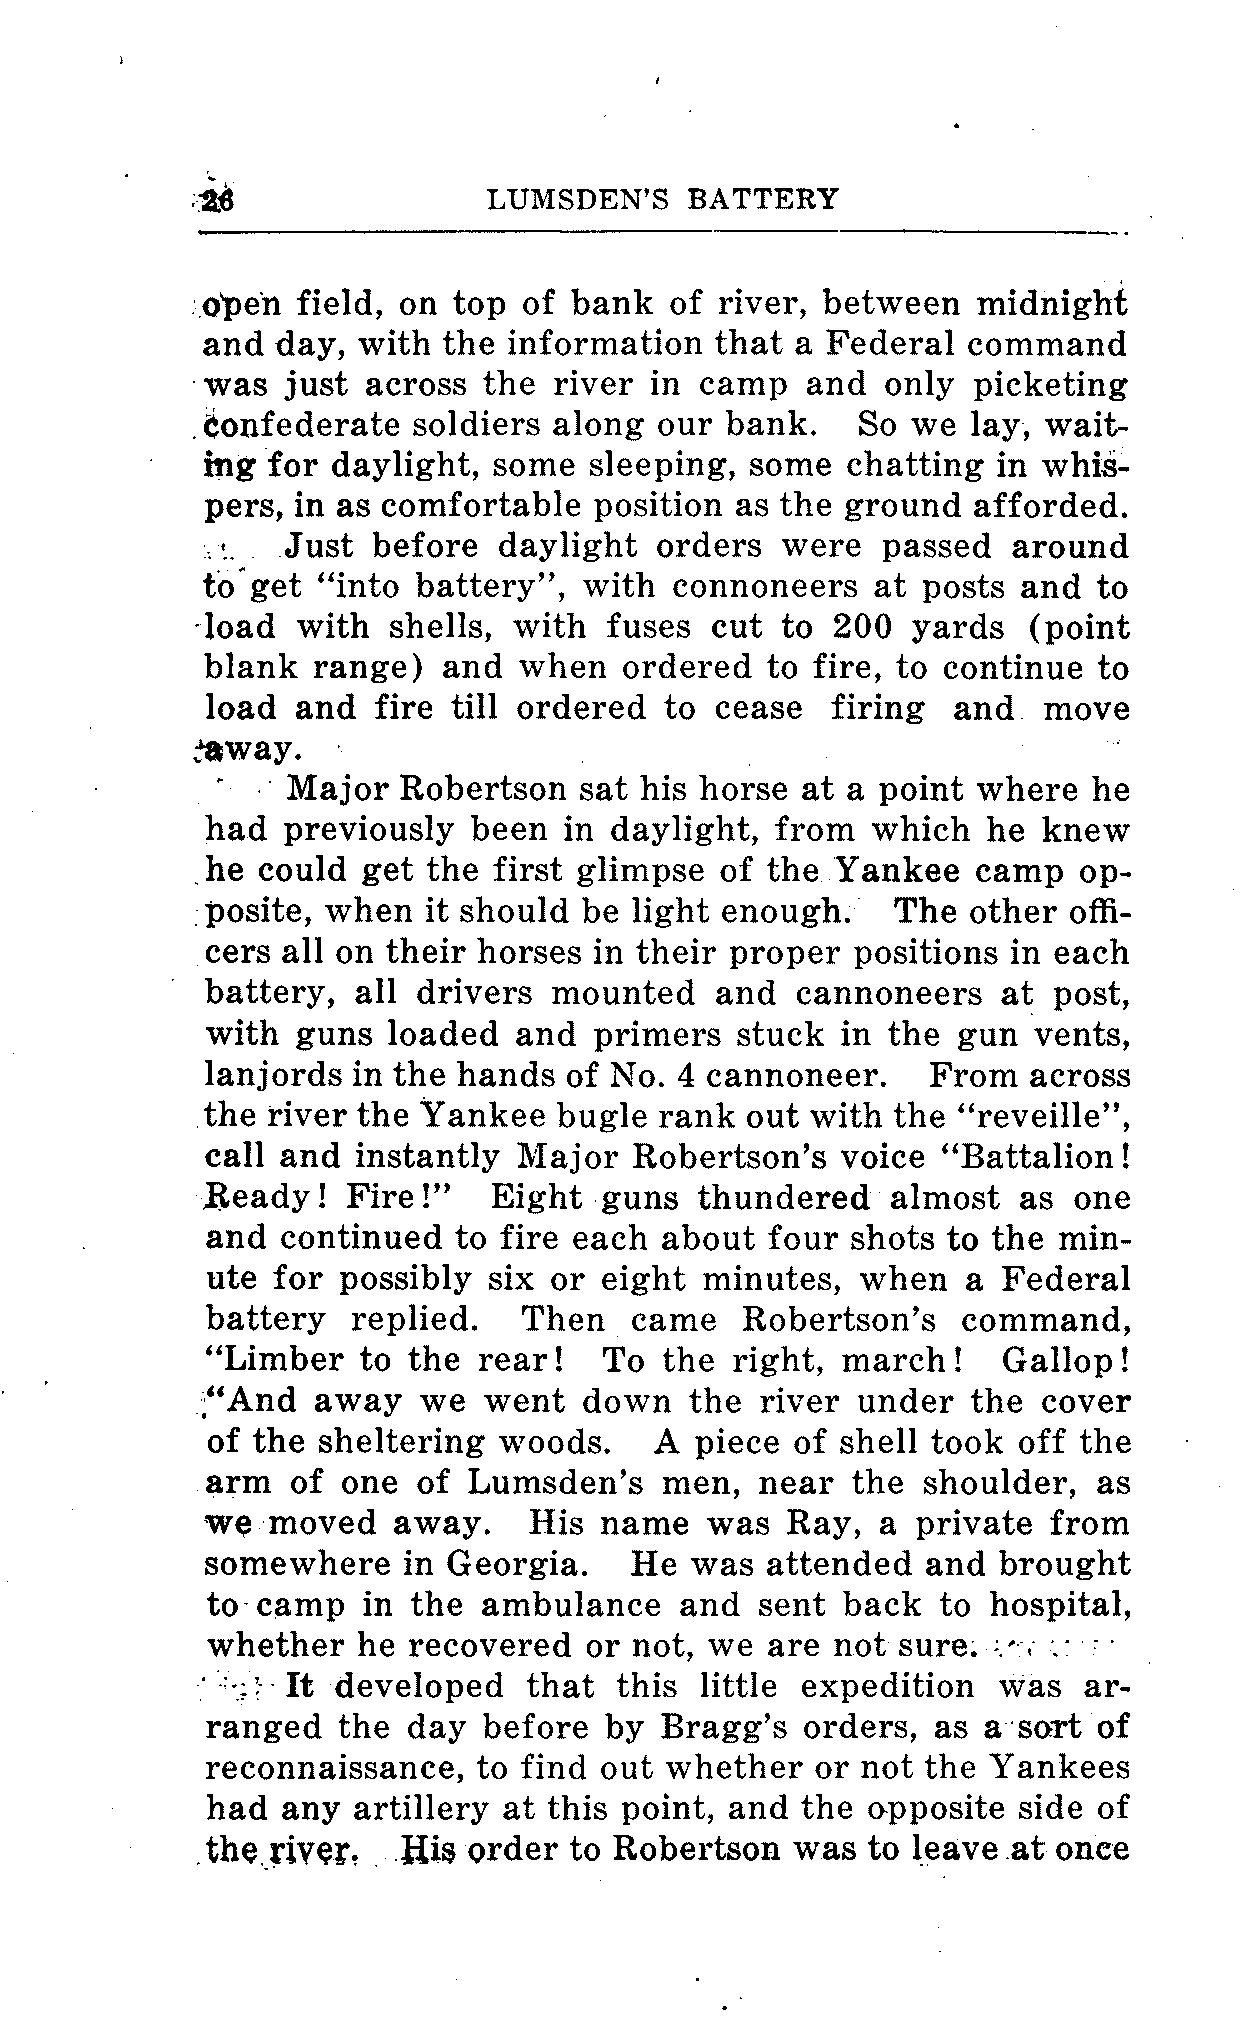 26 LUMSDEN'S BATTERY
open field, on top of bank of river, between midnight
and day, with the information that a Federal command
was just across the river in camp and only picketing
Confederate soldiers along our bank. So we lay, wait-
ing for daylight, some sleeping, some chatting in whis-
pers, in as comfortable position as the ground afforded.
Just before daylight orders were passed around
to get "into battery", with connoneers at posts and to
load with shells, with fuses cut to 200 yards (point
blank range) and when ordered to fire, to continue to
load and fire till ordered to cease firing and move
away.
Major Robertson sat his horse at a point where he
had previously been in daylight, from which he knew
he could get the first glimpse of the Yankee camp op-
posite, when it should be light enough. The other offi-
cers all on their horses in their proper positions in each
battery, all drivers mounted and cannoneers at post,
with guns loaded and primers stuck in the gun vents,
lanjords in the hands of No. 4 cannoneer. From across
the river the Yankee bugle rank out with the "reveille",
call and instantly Major Robertson's voice "Battalion!
Ready! Fire!" Eight guns thundered almost as one
and continued to fire each about four shots to the min-
ute for possibly six or eight minutes, when a Federal
battery replied. Then came Robertson's command,
"Limber to the rear! To the right, march! Gallop!
"And away we went down the river under the cover
of the sheltering woods. A piece of shell took off the
arm of one of Lumsden's men, near the shoulder, as
we moved away. His name was Ray, a private from
somewhere in Georgia. He was attended and brought
to camp in the ambulance and sent back to hospital,
whether he recovered or not, we are not sure.
It developed that this little expedition was ar-
ranged the day before by Bragg's orders, as a sort of
reconnaissance, to find out whether or not the Yankees
had any artillery at this point, and the opposite side of
the river. His order to Robertson was to leave at once